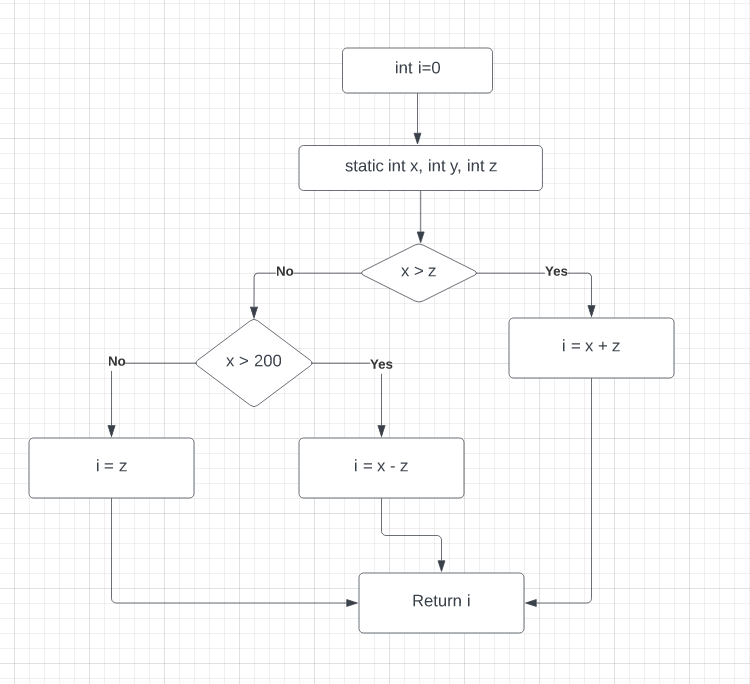 int i=0
static int x, int y, int z
x > z
No
Yes
i = x + z
x > 200
No
Yes
i = z
i = x - z
Return i